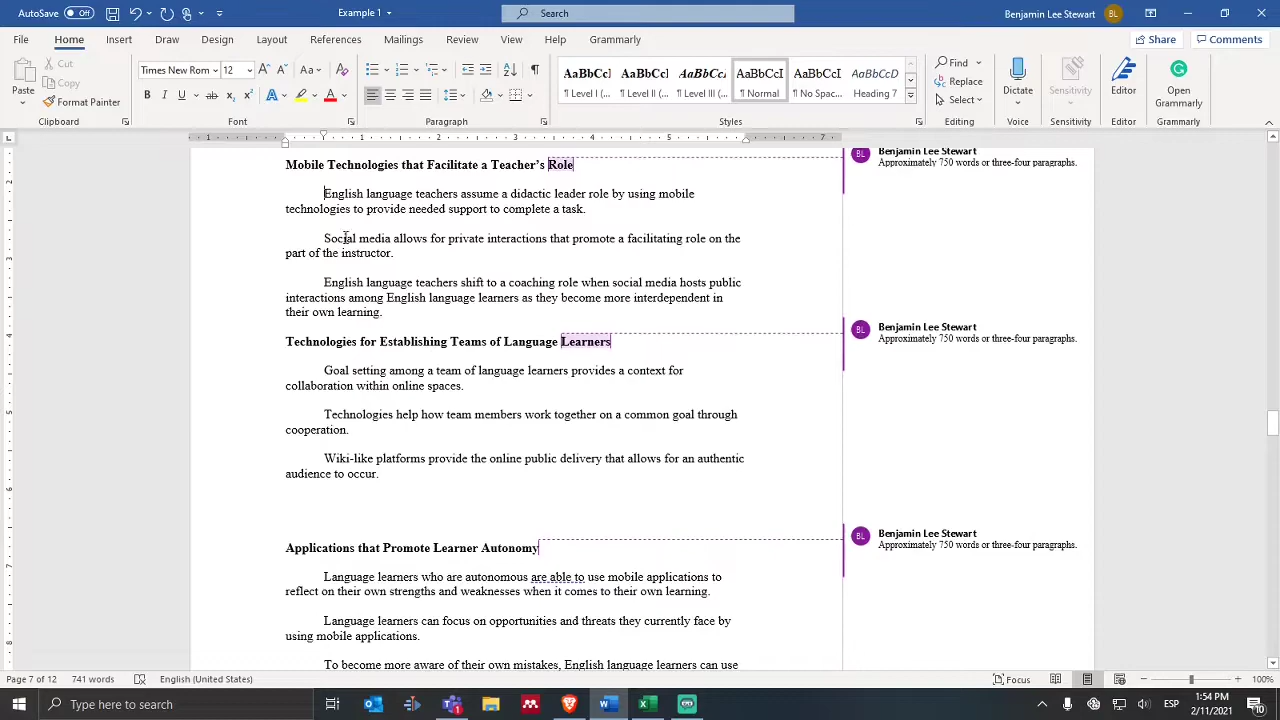 AutoSave Off Example 1 Search Benjamin Lee Stewart BL
File Home Insert Draw Design Layout References Mailings Review View Help Grammarly Share Comments
Paste Cut Copy Format Painter Clipboard
Times New Rom 12 Aa Font
Paragraph
AaBbCcI AaBbCcI AaBbCcI AaBbCcI AaBbCcI AaBbCcD
¶ Level I (... ¶ Level II (... ¶ Level III (... ¶ Normal ¶ No Spac... Heading 7
Styles
Find Replace Select Editing
Dictate Voice Sensitivity Sensitivity Editor Editor Open Grammarly Grammarly
Mobile Technologies that Facilitate a Teacher’s Role
English language teachers assume a didactic leader role by using mobile
technologies to provide needed support to complete a task.
Social media allows for private interactions that promote a facilitating role on the
part of the instructor.
English language teachers shift to a coaching role when social media hosts public
interactions among English language learners as they become more interdependent in
their own learning.
Technologies for Establishing Teams of Language Learners
Goal setting among a team of language learners provides a context for
collaboration within online spaces.
Technologies help how team members work together on a common goal through
cooperation.
Wiki-like platforms provide the online public delivery that allows for an authentic
audience to occur.
Applications that Promote Learner Autonomy
Language learners who are autonomous are able to use mobile applications to
reflect on their own strengths and weaknesses when it comes to their own learning.
Language learners can focus on opportunities and threats they currently face by
using mobile applications.
To become more aware of their own mistakes, English language learners can use
BL Benjamin Lee Stewart
Approximately 750 words or three-four paragraphs.
BL Benjamin Lee Stewart
Approximately 750 words or three-four paragraphs.
BL Benjamin Lee Stewart
Approximately 750 words or three-four paragraphs.
Page 7 of 12 741 words English (United States) Focus 100%
Type here to search ESP 1:54 PM
2/11/2021